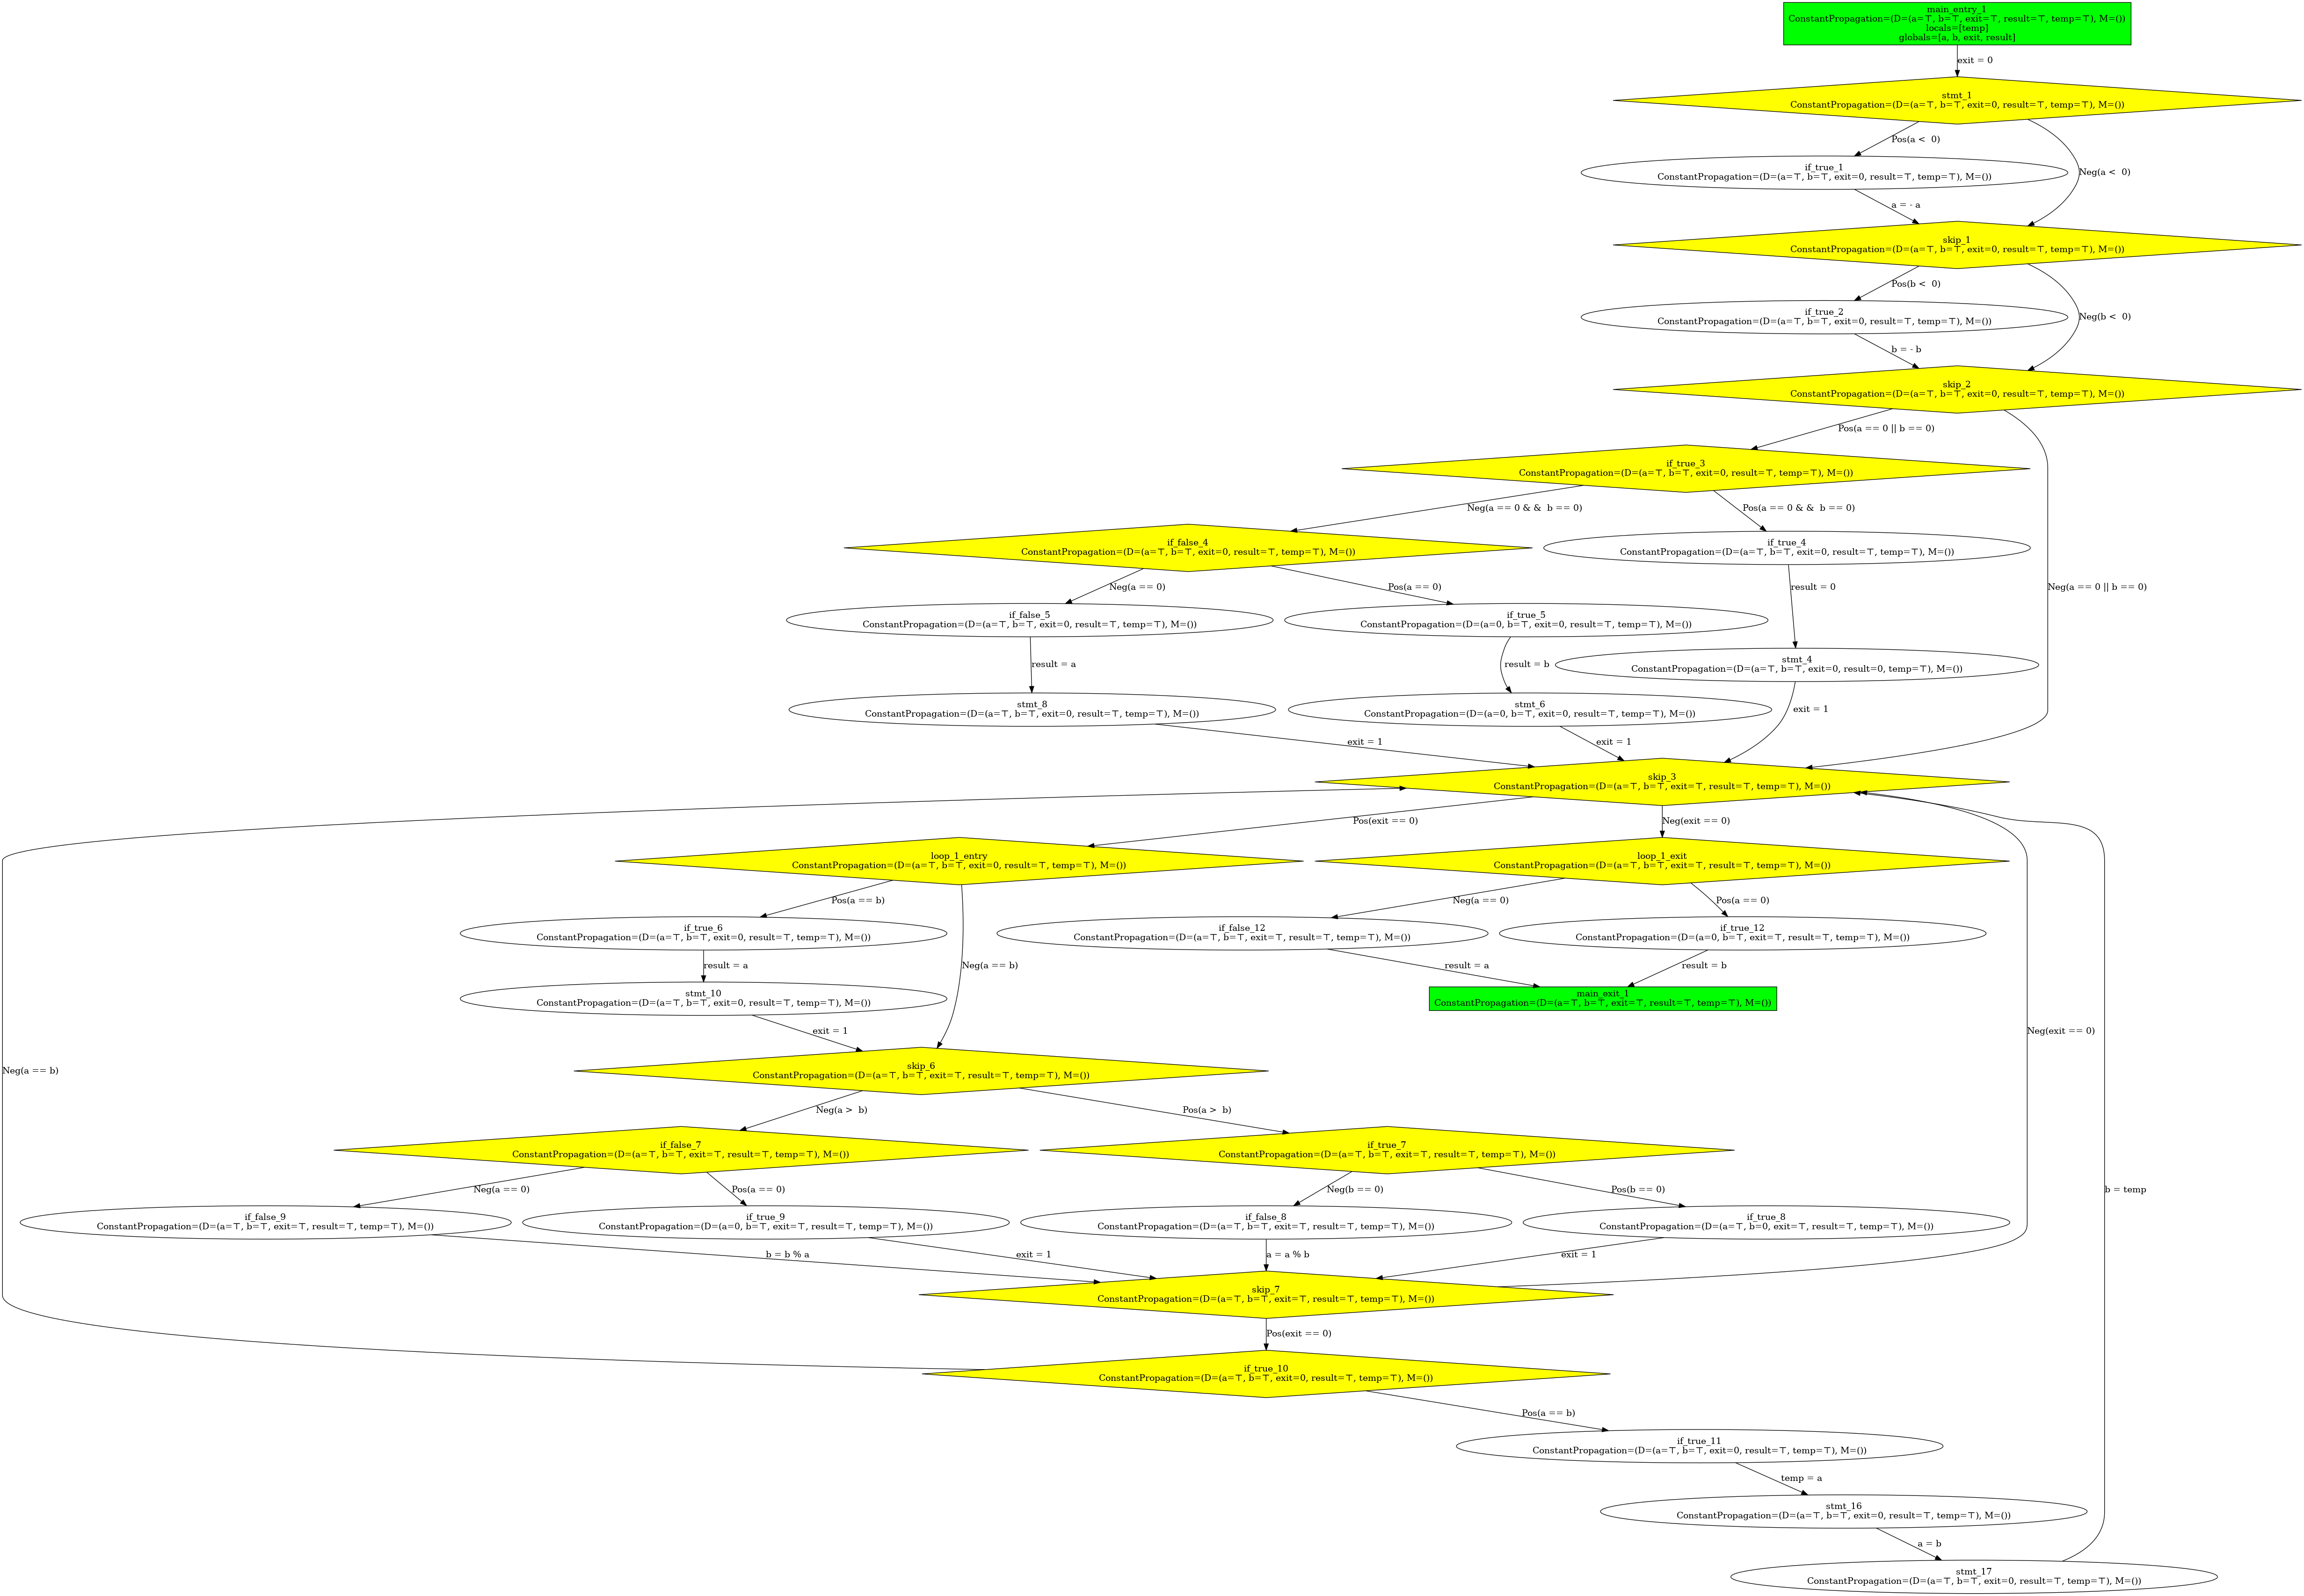 main_entry_1
ConstantPropagation=(D=(a=⊤, b=⊤, exit=⊤, result=⊤, temp=⊤), M=())
locals=[temp]
globals=[a, b, exit, result]
exit = 0
stmt_1
ConstantPropagation=(D=(a=⊤, b=⊤, exit=0, result=⊤, temp=⊤), M=())
Pos(a <  0)
if_true_1
ConstantPropagation=(D=(a=⊤, b=⊤, exit=0, result=⊤, temp=⊤), M=())
Neg(a <  0)
a = - a
skip_1
ConstantPropagation=(D=(a=⊤, b=⊤, exit=0, result=⊤, temp=⊤), M=())
Pos(b <  0)
if_true_2
ConstantPropagation=(D=(a=⊤, b=⊤, exit=0, result=⊤, temp=⊤), M=())
Neg(b <  0)
b = - b
skip_2
ConstantPropagation=(D=(a=⊤, b=⊤, exit=0, result=⊤, temp=⊤), M=())
Pos(a == 0 || b == 0)
if_true_3
ConstantPropagation=(D=(a=⊤, b=⊤, exit=0, result=⊤, temp=⊤), M=())
Neg(a == 0 & &  b == 0)
Pos(a == 0 & &  b == 0)
if_false_4
ConstantPropagation=(D=(a=⊤, b=⊤, exit=0, result=⊤, temp=⊤), M=())
if_true_4
ConstantPropagation=(D=(a=⊤, b=⊤, exit=0, result=⊤, temp=⊤), M=())
Neg(a == 0)
Pos(a == 0)
result = 0
Neg(a == 0 || b == 0)
if_false_5
ConstantPropagation=(D=(a=⊤, b=⊤, exit=0, result=⊤, temp=⊤), M=())
if_true_5
ConstantPropagation=(D=(a=0, b=⊤, exit=0, result=⊤, temp=⊤), M=())
result = a
result = b
stmt_4
ConstantPropagation=(D=(a=⊤, b=⊤, exit=0, result=0, temp=⊤), M=())
stmt_8
ConstantPropagation=(D=(a=⊤, b=⊤, exit=0, result=⊤, temp=⊤), M=())
stmt_6
ConstantPropagation=(D=(a=0, b=⊤, exit=0, result=⊤, temp=⊤), M=())
exit = 1
exit = 1
exit = 1
skip_3
ConstantPropagation=(D=(a=⊤, b=⊤, exit=⊤, result=⊤, temp=⊤), M=())
Pos(exit == 0)
Neg(exit == 0)
loop_1_entry
ConstantPropagation=(D=(a=⊤, b=⊤, exit=0, result=⊤, temp=⊤), M=())
loop_1_exit
ConstantPropagation=(D=(a=⊤, b=⊤, exit=⊤, result=⊤, temp=⊤), M=())
Pos(a == b)
Neg(a == 0)
Pos(a == 0)
if_true_6
ConstantPropagation=(D=(a=⊤, b=⊤, exit=0, result=⊤, temp=⊤), M=())
if_false_12
ConstantPropagation=(D=(a=⊤, b=⊤, exit=⊤, result=⊤, temp=⊤), M=())
if_true_12
ConstantPropagation=(D=(a=0, b=⊤, exit=⊤, result=⊤, temp=⊤), M=())
result = a
Neg(a == b)
result = a
result = b
stmt_10
ConstantPropagation=(D=(a=⊤, b=⊤, exit=0, result=⊤, temp=⊤), M=())
main_exit_1
ConstantPropagation=(D=(a=⊤, b=⊤, exit=⊤, result=⊤, temp=⊤), M=())
exit = 1
Neg(exit == 0)
Neg(a == b)
skip_6
ConstantPropagation=(D=(a=⊤, b=⊤, exit=⊤, result=⊤, temp=⊤), M=())
Neg(a >  b)
Pos(a >  b)
if_false_7
ConstantPropagation=(D=(a=⊤, b=⊤, exit=⊤, result=⊤, temp=⊤), M=())
if_true_7
ConstantPropagation=(D=(a=⊤, b=⊤, exit=⊤, result=⊤, temp=⊤), M=())
Neg(a == 0)
Pos(a == 0)
Neg(b == 0)
Pos(b == 0)
b = temp
if_false_9
ConstantPropagation=(D=(a=⊤, b=⊤, exit=⊤, result=⊤, temp=⊤), M=())
if_true_9
ConstantPropagation=(D=(a=0, b=⊤, exit=⊤, result=⊤, temp=⊤), M=())
if_false_8
ConstantPropagation=(D=(a=⊤, b=⊤, exit=⊤, result=⊤, temp=⊤), M=())
if_true_8
ConstantPropagation=(D=(a=⊤, b=0, exit=⊤, result=⊤, temp=⊤), M=())
b = b % a
exit = 1
a = a % b
exit = 1
skip_7
ConstantPropagation=(D=(a=⊤, b=⊤, exit=⊤, result=⊤, temp=⊤), M=())
Pos(exit == 0)
if_true_10
ConstantPropagation=(D=(a=⊤, b=⊤, exit=0, result=⊤, temp=⊤), M=())
Pos(a == b)
if_true_11
ConstantPropagation=(D=(a=⊤, b=⊤, exit=0, result=⊤, temp=⊤), M=())
temp = a
stmt_16
ConstantPropagation=(D=(a=⊤, b=⊤, exit=0, result=⊤, temp=⊤), M=())
a = b
stmt_17
ConstantPropagation=(D=(a=⊤, b=⊤, exit=0, result=⊤, temp=⊤), M=())